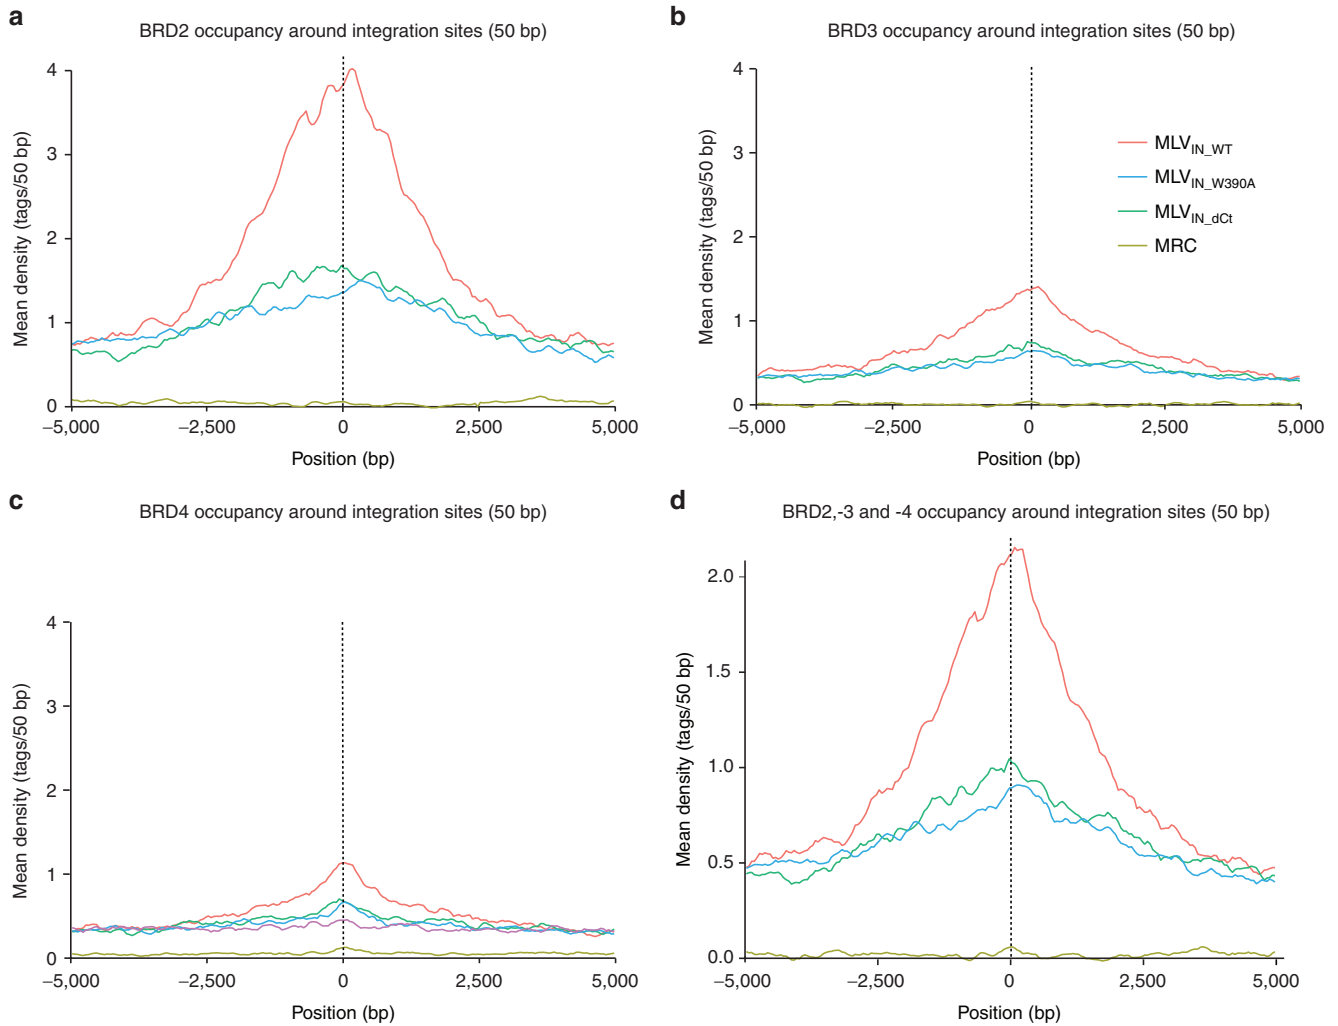 a
BRD2 occupancy around integration sites (50 bp)
Mean density (tags/50 bp)
4
3
2
1
0
–5,000
–2,500
0
2,500
5,000
Position (bp)
b
BRD3 occupancy around integration sites (50 bp)
Mean density (tags/50 bp)
4
3
2
1
0
–5,000
–2,500
0
2,500
5,000
Position (bp)
MLVIN_WT
MLVIN_W390A
MLVIN_dCt
MRC
c
BRD4 occupancy around integration sites (50 bp)
Mean density (tags/50 bp)
4
3
2
1
0
–5,000
–2,500
0
2,500
5,000
Position (bp)
d
BRD2,-3 and -4 occupancy around integration sites (50 bp)
Mean density (tags/50 bp)
2.0
1.5
1.0
0.5
0.0
–5,000
–2,500
0
2,500
5,000
Position (bp)